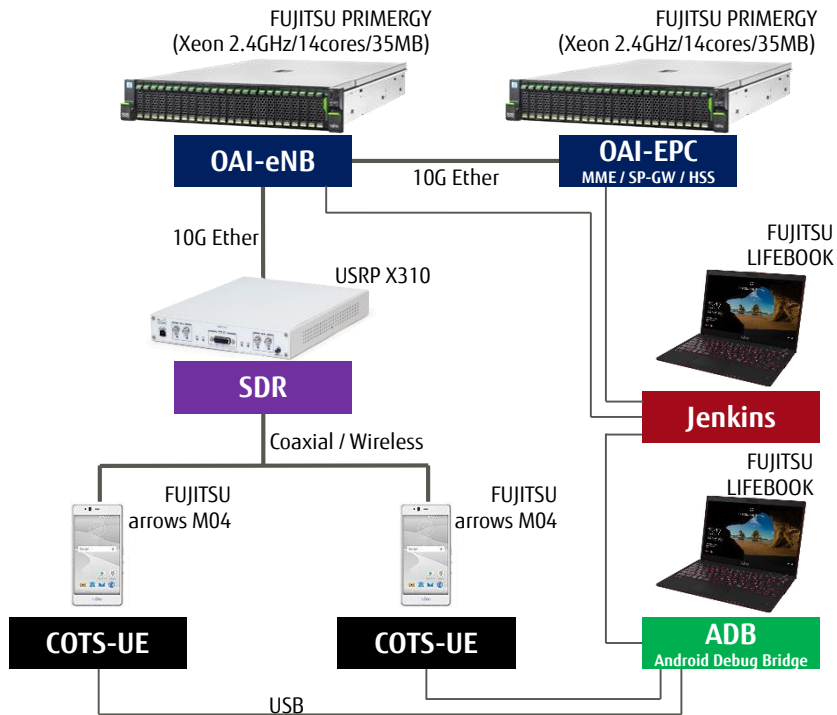 FUJITSU PRIMERGY
(Xeon 2.4GHz/14cores/35MB)
FUJITSU PRIMERGY
(Xeon 2.4GHz/14cores/35MB)
OAI-eNB
OAI-EPC
MME / SP-GW / HSS
10G Ether
10G Ether
USRP X310
FUJITSU
LIFEBOOK
SDR
Jenkins
Coaxial / Wireless
FUJITSU
arrows M04
FUJITSU
arrows M04
FUJITSU
LIFEBOOK
COTS-UE
COTS-UE
ADB
Android Debug Bridge
USB